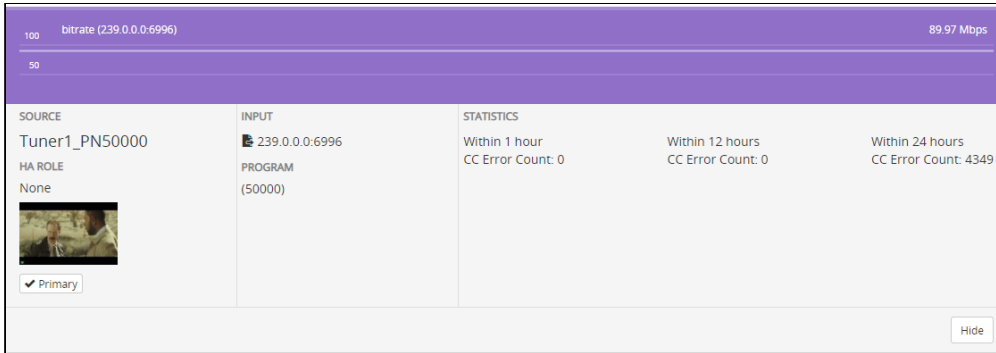 100 bitrate (239.0.0.0:6996) 89.97 Mbps
50
SOURCE
Tuner1_PN50000
HA ROLE
None
Primary
INPUT
239.0.0.0:6996
PROGRAM
(50000)
STATISTICS
Within 1 hour
CC Error Count: 0
Within 12 hours
CC Error Count: 0
Within 24 hours
CC Error Count: 4349
Hide